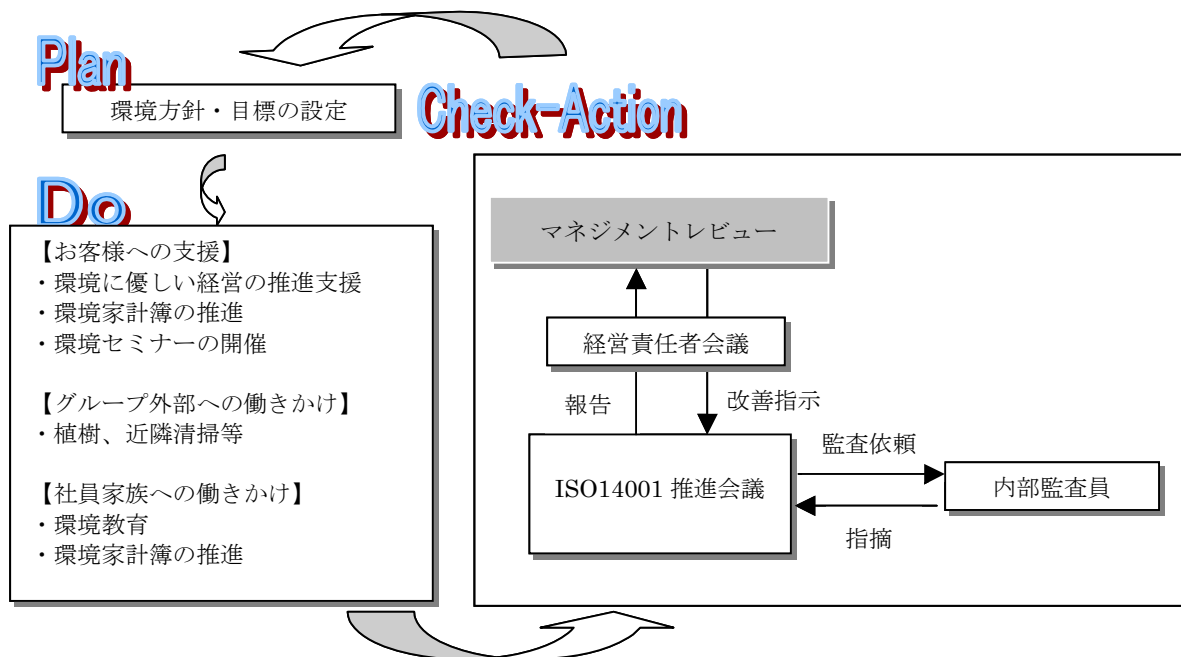 Plan
環境方針・目標の設定
Check-Action
Do
【お客様への支援】
・環境に優しい経営の推進支援
・環境家計簿の推進
・環境セミナーの開催
【グループ外部への働きかけ】
・植樹、近隣清掃等
【社員家族への働きかけ】
・環境教育
・環境家計簿の推進
マネジメントレビュー
経営責任者会議
報告
改善指示
ISO14001 推進会議
監査依頼
内部監査員
指摘